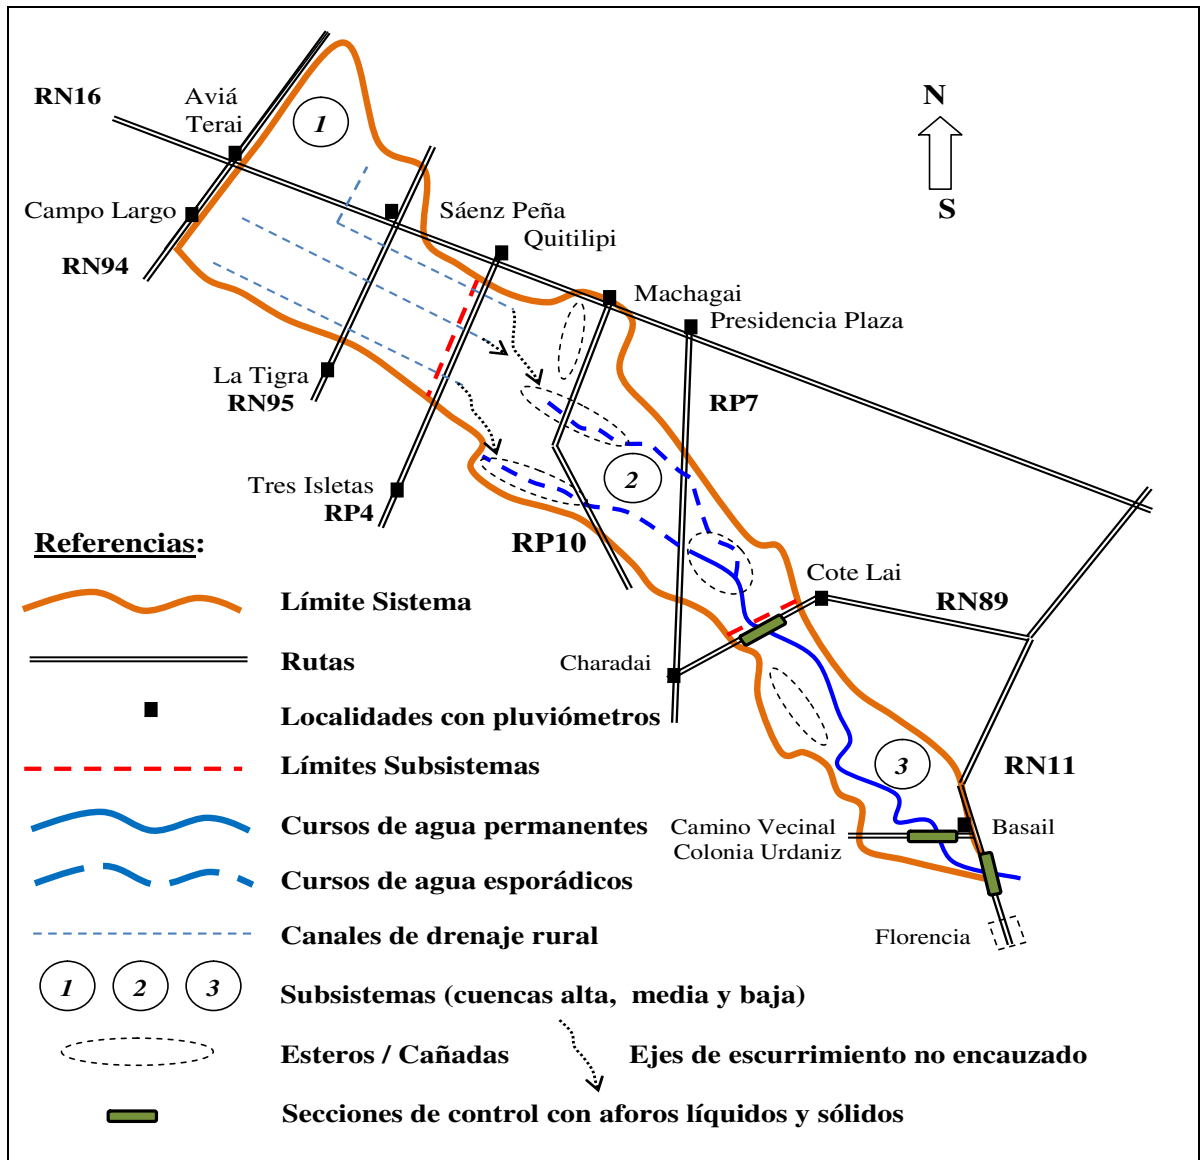 RN16
Aviá
Terai
1
N
S
Campo Largo
Sáenz Peña
Quitilipi
RN94
Machagai
Presidencia Plaza
La Tigra
RN95
RP7
2
Tres Isletas
RP4
RP10
Cote Lai
RN89
Charadai
3
RN11
Camino Vecinal
Colonia Urdaniz
Basail
Florencia
Referencias:
Límite Sistema
Rutas
Localidades con pluviómetros
Límites Subsistemas
Cursos de agua permanentes
Cursos de agua esporádicos
Canales de drenaje rural
1 2 3 Subsistemas (cuencas alta, media y baja)
Esteros / Cañadas
Ejes de escurrimiento no encauzado
Secciones de control con aforos líquidos y sólidos